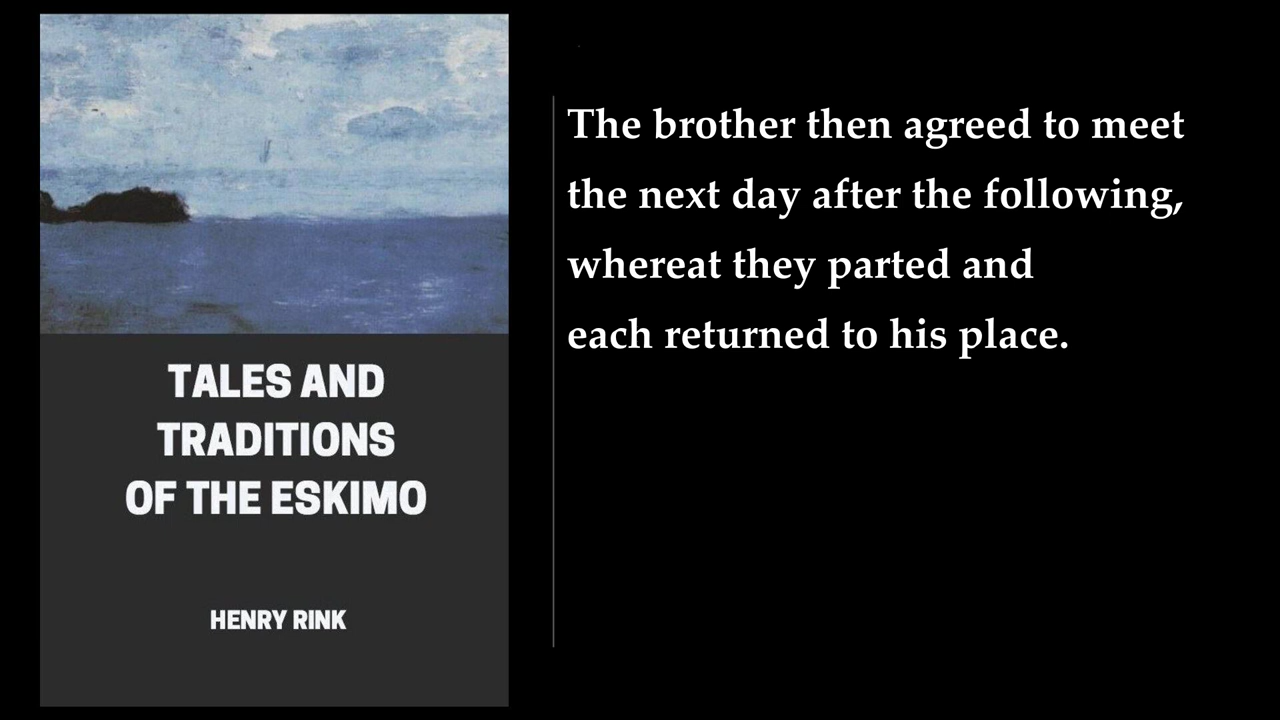 TALES AND
TRADITIONS
OF THE ESKIMO
HENRY RINK
The brother then agreed to meet
the next day after the following,
whereat they parted and
each returned to his place.